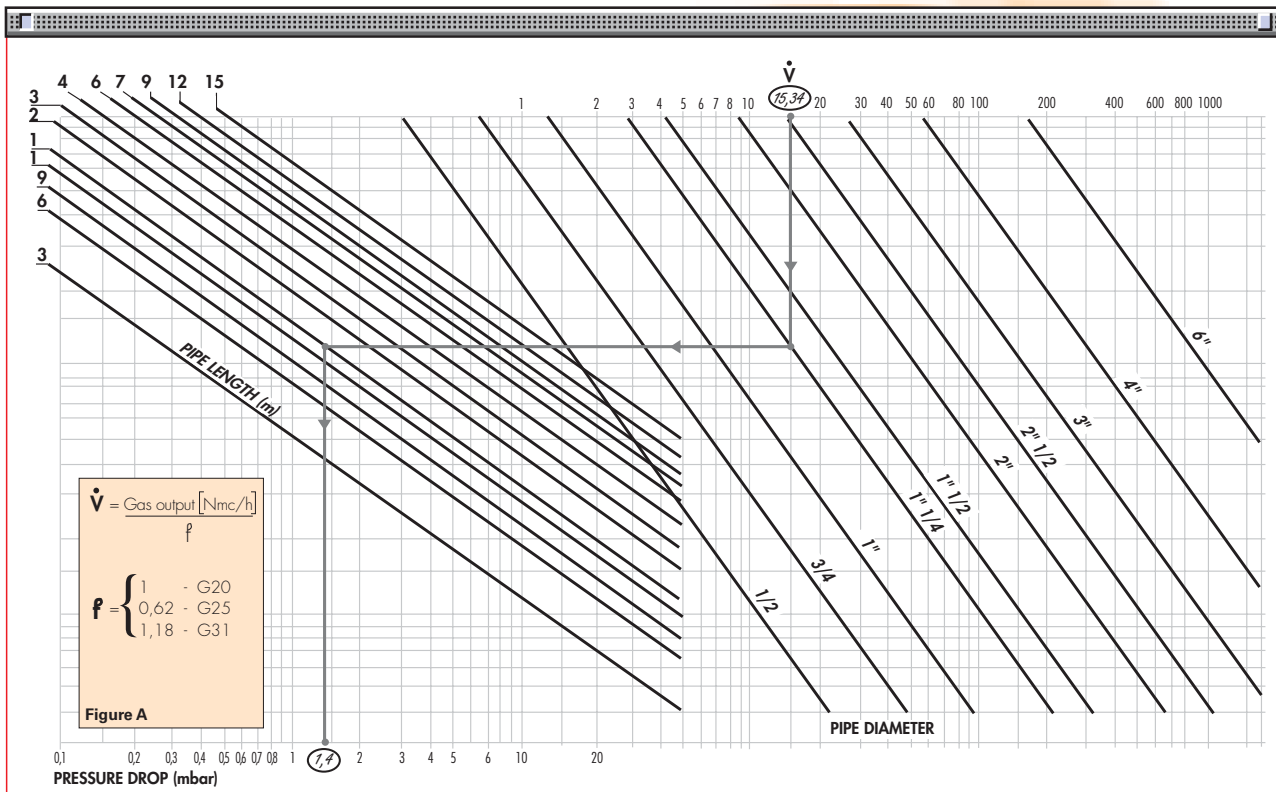 4 6 7 9 12 15
3
2
1
1
9
6
3
V̇
1 2 3 4 5 6 7 8 10 15,34 20 30 40 50 60 80 100 200 400 600 800 1000
PIPE LENGTH (m)
6"
4"
3"
2" 1/2
2"
1" 1/2
1" 1/4
1"
3/4
1/2
V̇ = Gas output [Nmc/h]
f
f = { 1 - G20
0,62 - G25
1,18 - G31
Figure A
PIPE DIAMETER
0,1 0,2 0,3 0,4 0,5 0,6 0,7 0,8 1 1,4 2 3 4 5 6 10 20
PRESSURE DROP (mbar)